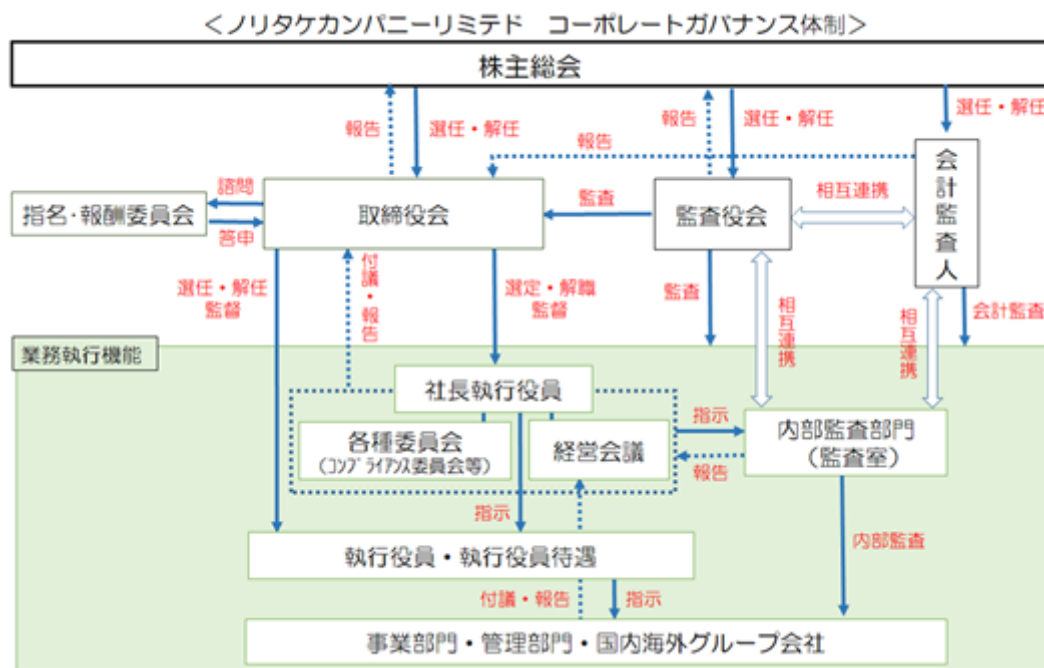 ＜ノリタケカンパニーリミテド　コーポレートガバナンス体制＞
株主総会
報告
選任・解任
報告
選任・解任
選任・解任
報告
会計監査人
諮問
指名・報酬委員会
取締役会
監査
監査役会
相互連携
答申
付議・報告
選任・解任
監督
選定・解職
監督
監査
相互連携
相互連携
会計監査
業務執行機能
社長執行役員
各種委員会
（ｺﾝﾌﾟﾗｲｱﾝｽ委員会等）
経営会議
指示
報告
内部監査部門
（監査室）
指示
内部監査
執行役員・執行役員待遇
付議・報告
指示
事業部門・管理部門・国内海外グループ会社